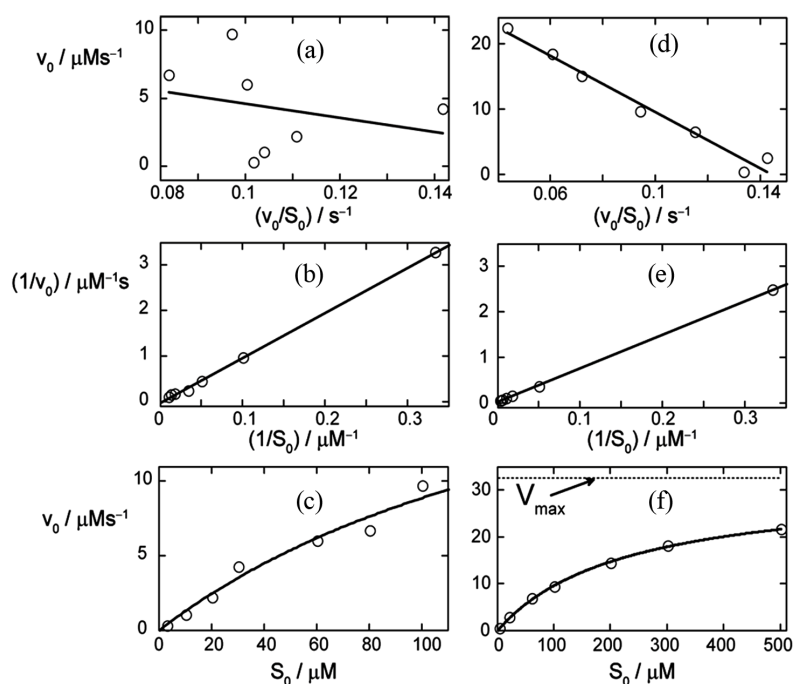 (a)
v₀ / μMs⁻¹
10
5
0
0.08 0.1 0.12 0.14
(v₀/S₀) / s⁻¹
(d)
20
10
0
0.06 0.1 0.14
(v₀/S₀) / s⁻¹
(b)
(1/v₀) / μM⁻¹s
3
2
1
0
0 0.1 0.2 0.3
(1/S₀) / μM⁻¹
(e)
3
2
1
0
0 0.1 0.2 0.3
(1/S₀) / μM⁻¹
(c)
v₀ / μMs⁻¹
10
5
0
0 20 40 60 80 100
S₀ / μM
(f)
Vmax
30
20
10
0
0 100 200 300 400 500
S₀ / μM